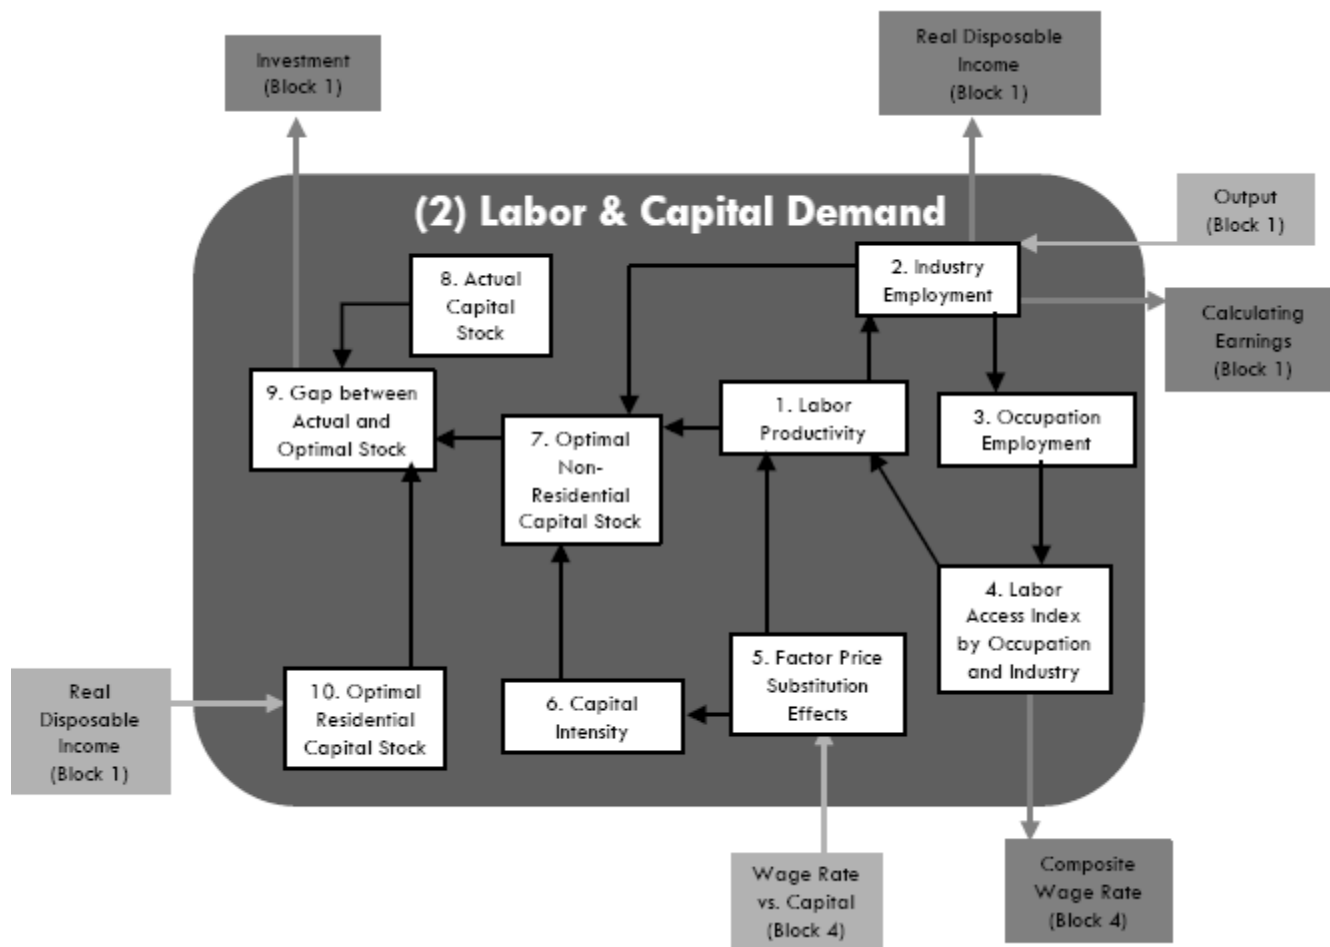 Investment
(Block 1)
Real Disposable
Income
(Block 1)
(2) Labor & Capital Demand
Output
(Block 1)
2. Industry
Employment
8. Actual
Capital
Stock
Calculating
Earnings
(Block 1)
9. Gap between
Actual and
Optimal Stock
1. Labor
Productivity
3. Occupation
Employment
7. Optimal
Non-
Residential
Capital Stock
4. Labor
Access Index
by Occupation
and Industry
5. Factor Price
Substitution
Effects
Real
Disposable
Income
(Block 1)
10. Optimal
Residential
Capital Stock
6. Capital
Intensity
Wage Rate
vs. Capital
(Block 4)
Composite
Wage Rate
(Block 4)